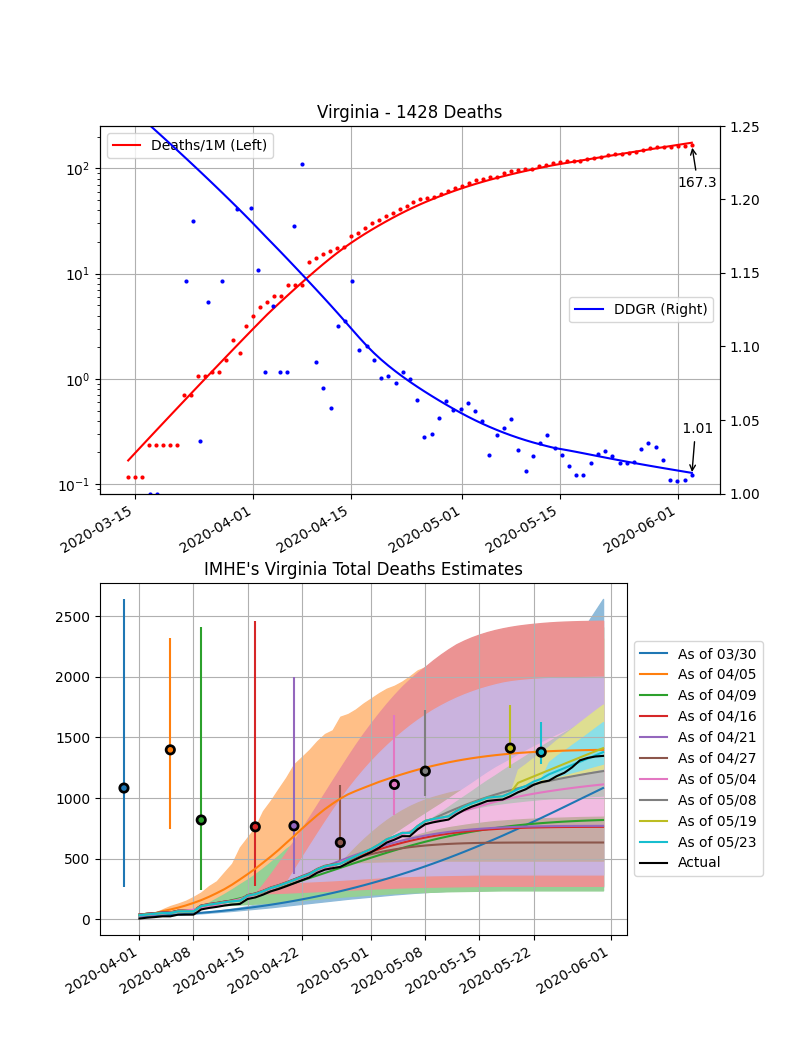 Virginia - 1428 Deaths
Deaths/1M (Left)
DDGR (Right)
167.3
1.01
10²
10¹
10⁰
10⁻¹
1.25
1.20
1.15
1.10
1.05
1.00
2020-03-15
2020-04-01
2020-04-15
2020-05-01
2020-05-15
2020-06-01
IMHE's Virginia Total Deaths Estimates
2500
2000
1500
1000
500
0
2020-04-01
2020-04-08
2020-04-15
2020-04-22
2020-05-01
2020-05-08
2020-05-15
2020-05-22
2020-06-01
As of 03/30
As of 04/05
As of 04/09
As of 04/16
As of 04/21
As of 04/27
As of 05/04
As of 05/08
As of 05/19
As of 05/23
Actual